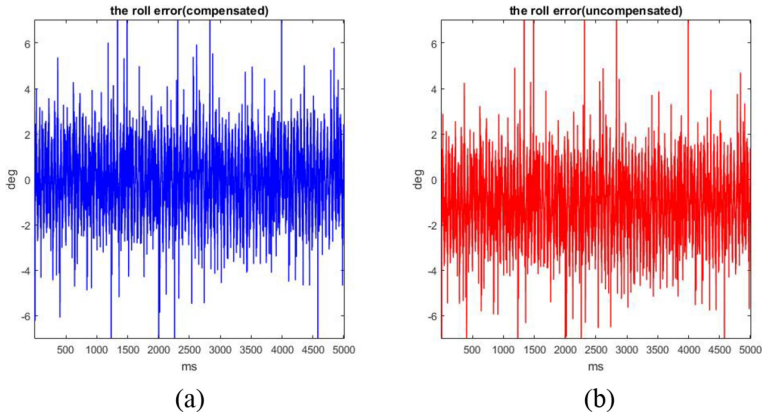 the roll error(compensated)
6
4
2
0
-2
-4
-6
deg
500 1000 1500 2000 2500 3000 3500 4000 4500 5000
ms
(a)
the roll error(uncompensated)
6
4
2
0
-2
-4
-6
deg
500 1000 1500 2000 2500 3000 3500 4000 4500 5000
ms
(b)